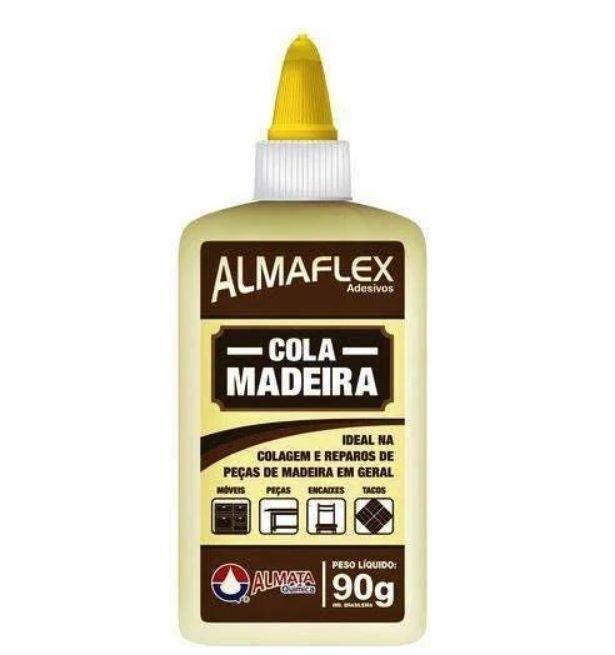 ALMAFLEX
Adesivos
COLA
MADEIRA
IDEAL NA
COLAGEM E REPAROS DE
PEÇAS DE MADEIRA EM GERAL
MÓVEIS PEÇAS ENCAIXES TACOS
ALMATA
Química
®
PESO LÍQUIDO:
90g
IND. BRASILEIRA